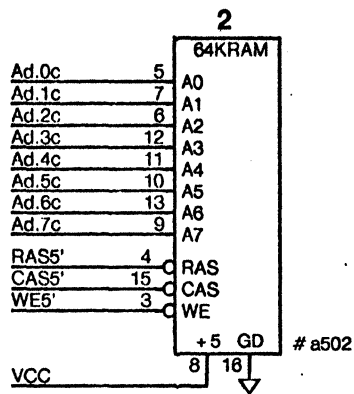 2
64KRAM
Ad.0c 5 A0
Ad.1c 7 A1
Ad.2c 6 A2
Ad.3c 12 A3
Ad.4c 11 A4
Ad.5c 10 A5
Ad.6c 13 A6
Ad.7c 9 A7
RAS5' 4 RAS
CAS5' 15 CAS
WE5' 3 WE
+5 GD
# a502
8 16
VCC